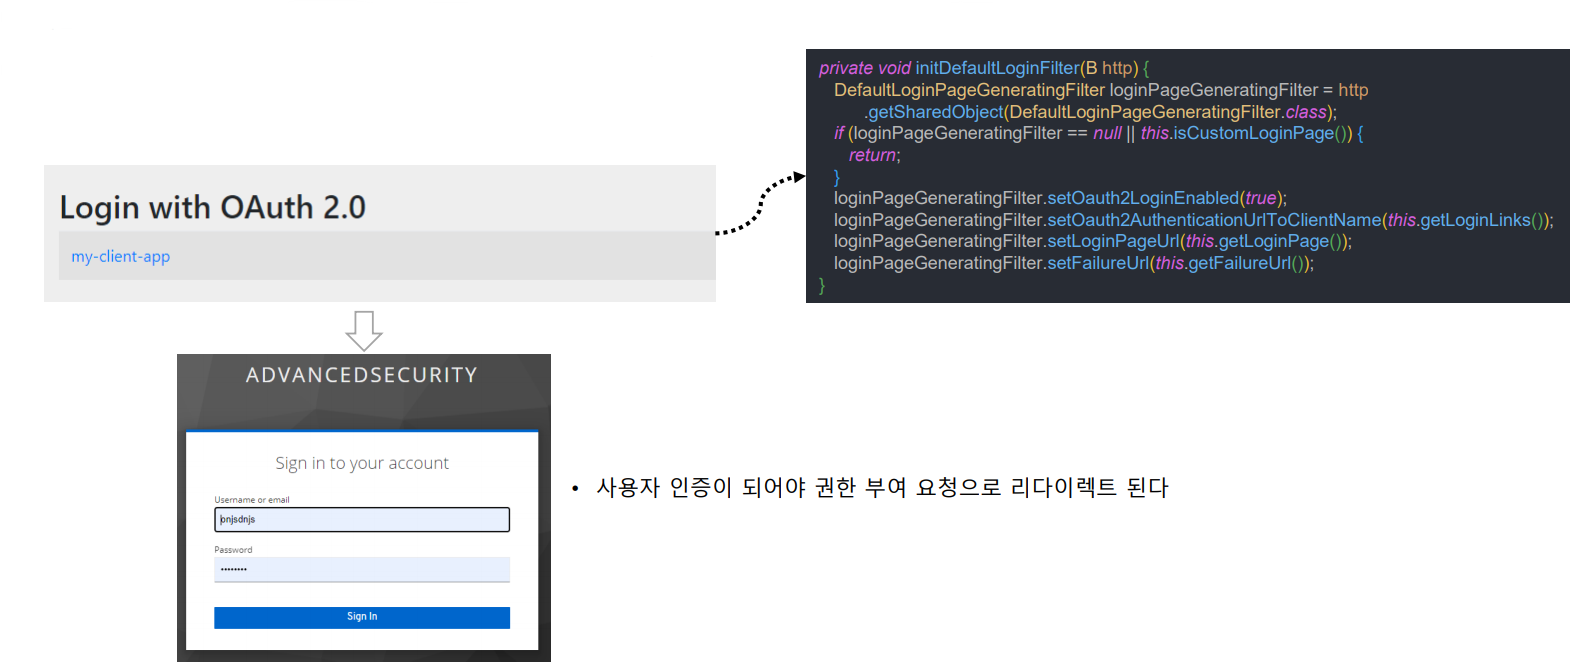 private void initDefaultLoginFilter(B http) {
DefaultLoginPageGeneratingFilter loginPageGeneratingFilter = http
.getSharedObject(DefaultLoginPageGeneratingFilter.class);
if (loginPageGeneratingFilter == null || this.isCustomLoginPage()) {
return;
}
loginPageGeneratingFilter.setOauth2LoginEnabled(true);
loginPageGeneratingFilter.setOauth2AuthenticationUrlToClientName(this.getLoginLinks());
loginPageGeneratingFilter.setLoginPageUrl(this.getLoginPage());
loginPageGeneratingFilter.setFailureUrl(this.getFailureUrl());
}
Login with OAuth 2.0
my-client-app
ADVANCEDSECURITY
Sign in to your account
Username or email
onjsdnjs
Password
••••••••
Sign In
• 사용자 인증이 되어야 권한 부여 요청으로 리다이렉트 된다